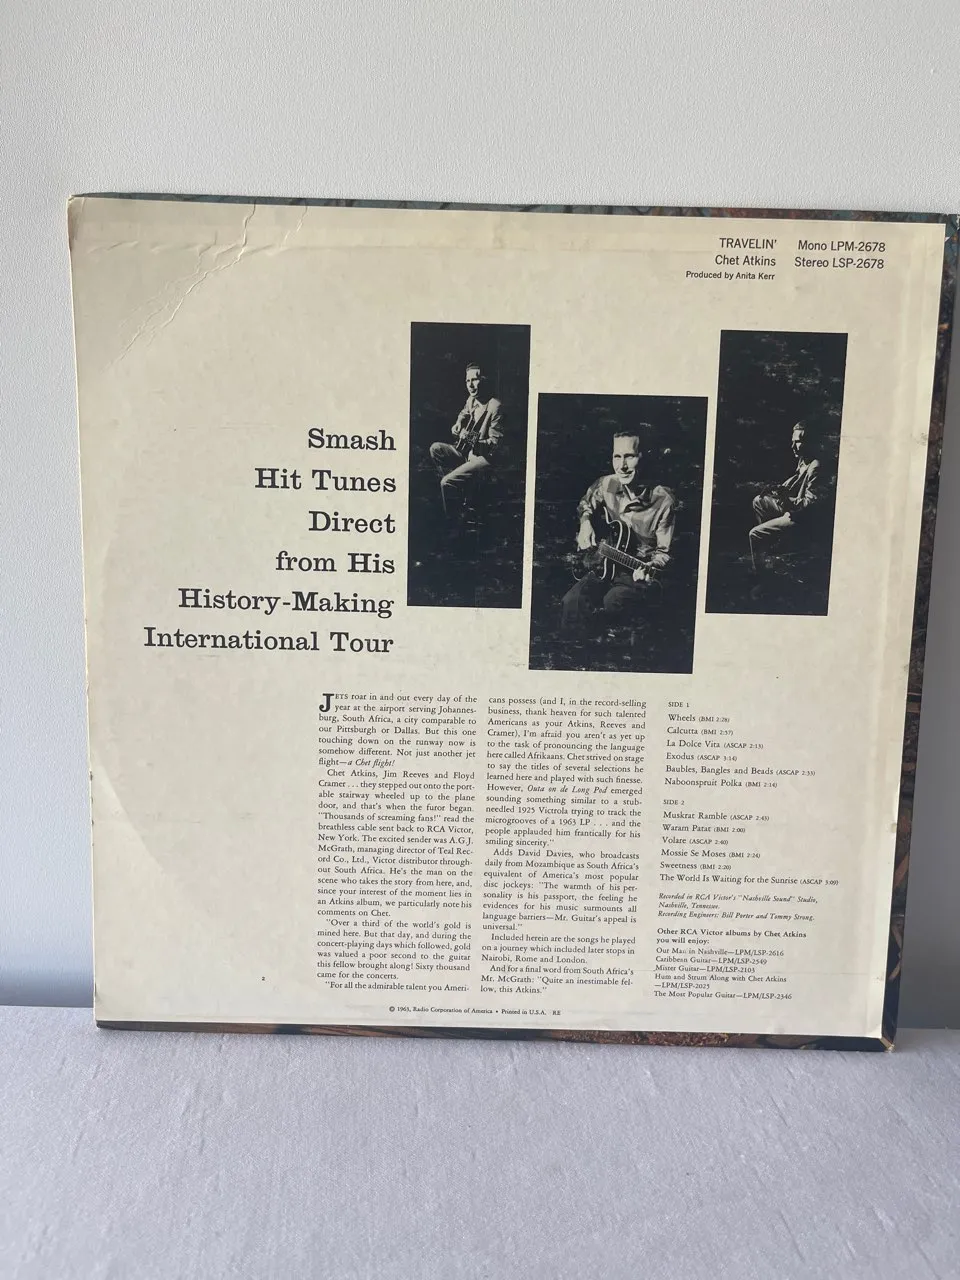 TRAVELIN' Mono LPM-2678
Chet Atkins Stereo LSP-2678
Produced by Anita Kerr
Smash
Hit Tunes
Direct
from His
History-Making
International Tour
JETS roar in and out every day of the
year at the airport serving Johannes-
burg, South Africa, a city comparable to
our Pittsburgh or Dallas. But this one
touching down on the runway now is
somehow different. Not just another jet
flight—a Chet flight!
Chet Atkins, Jim Reeves and Floyd
Cramer . . . they stepped out onto the port-
able stairway wheeled up to the plane
door, and that's when the furor began.
"Thousands of screaming fans!" read the
breathless cable sent back to RCA Victor,
New York. The excited sender was A.G.J.
McGrath, managing director of Teal Rec-
ord Co., Ltd., Victor distributor through-
out South Africa. He's the man on the
scene who takes the story from here, and,
since your interest of the moment lies in
an Atkins album, we particularly note his
comments on Chet.
"Over a third of the world's gold is
mined here. But that day, and during the
concert-playing days which followed, gold
was valued a poor second to the guitar
this fellow brought along! Sixty thousand
came for the concerts.
"For all the admirable talent you Ameri-
cans possess (and I, in the record-selling
business, thank heaven for such talented
Americans as your Atkins, Reeves and
Cramer), I'm afraid you aren't as yet up
to the task of pronouncing the language
here called Afrikaans. Chet strived on stage
to say the titles of several selections he
learned here and played with such finesse.
However, Outa on de Long Pod emerged
sounding something similar to a stub-
needled 1925 Victrola trying to track the
microgrooves of a 1963 LP . . . and the
people applauded him frantically for his
smiling sincerity."
Adds David Davies, who broadcasts
daily from Mozambique as South Africa's
equivalent of America's most popular
disc jockeys: "The warmth of his per-
sonality is his passport, the feeling he
evidences for his music surmounts all
language barriers—Mr. Guitar's appeal is
universal."
Included herein are the songs he played
on a journey which included later stops in
Nairobi, Rome and London.
And for a final word from South Africa's
Mr. McGrath: "Quite an inestimable fel-
low, this Atkins."
SIDE 1
Wheels (BMI 2:28)
Calcutta (BMI 2:57)
La Dolce Vita (ASCAP 2:13)
Exodus (ASCAP 3:14)
Baubles, Bangles and Beads (ASCAP 2:33)
Naboonspruit Polka (BMI 2:14)
SIDE 2
Muskrat Ramble (ASCAP 2:43)
Waram Patat (BMI 2:00)
Volare (ASCAP 2:40)
Mossie Se Moses (BMI 2:24)
Sweetness (BMI 2:20)
The World Is Waiting for the Sunrise (ASCAP 3:09)
Recorded in RCA Victor's "Nashville Sound" Studio,
Nashville, Tennessee.
Recording Engineers: Bill Porter and Tommy Strong.
Other RCA Victor albums by Chet Atkins
you will enjoy:
Our Man in Nashville—LPM/LSP-2616
Caribbean Guitar—LPM/LSP-2549
Mister Guitar—LPM/LSP-2103
Hum and Strum Along with Chet Atkins
—LPM/LSP-2025
The Most Popular Guitar—LPM/LSP-2346
2
© 1963, Radio Corporation of America • Printed in U.S.A. RE